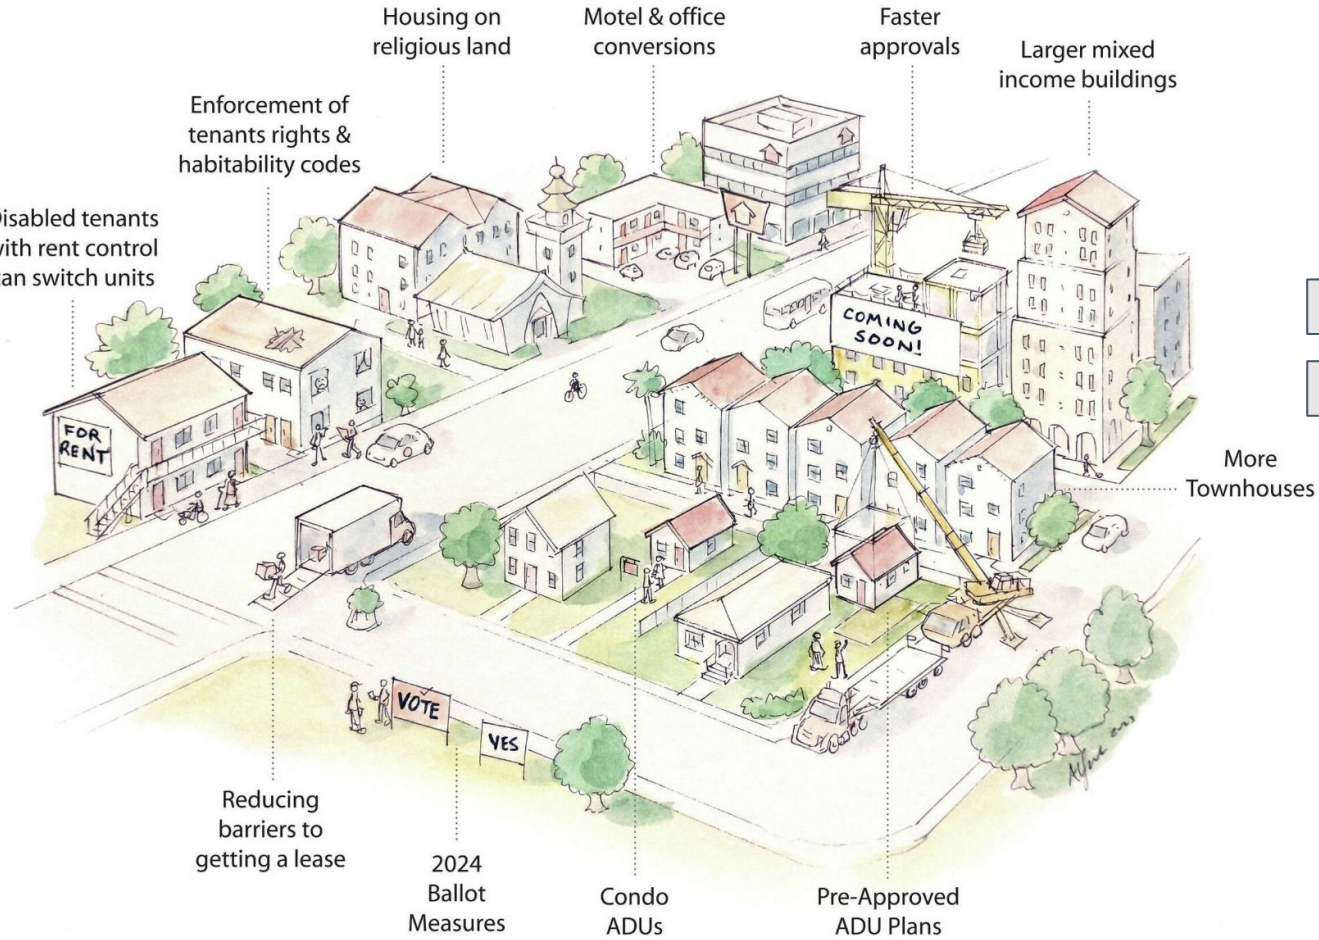 Housing on
religious land
Motel & office
conversions
Faster
approvals
Larger mixed
income buildings
Enforcement of
tenants rights &
habitability codes
isabled tenants
ith rent control
an switch units
FOR
RENT
COMING
SOON!
More
Townhouses
VOTE
YES
Reducing
barriers to
getting a lease
2024
Ballot
Measures
Condo
ADUs
Pre-Approved
ADU Plans